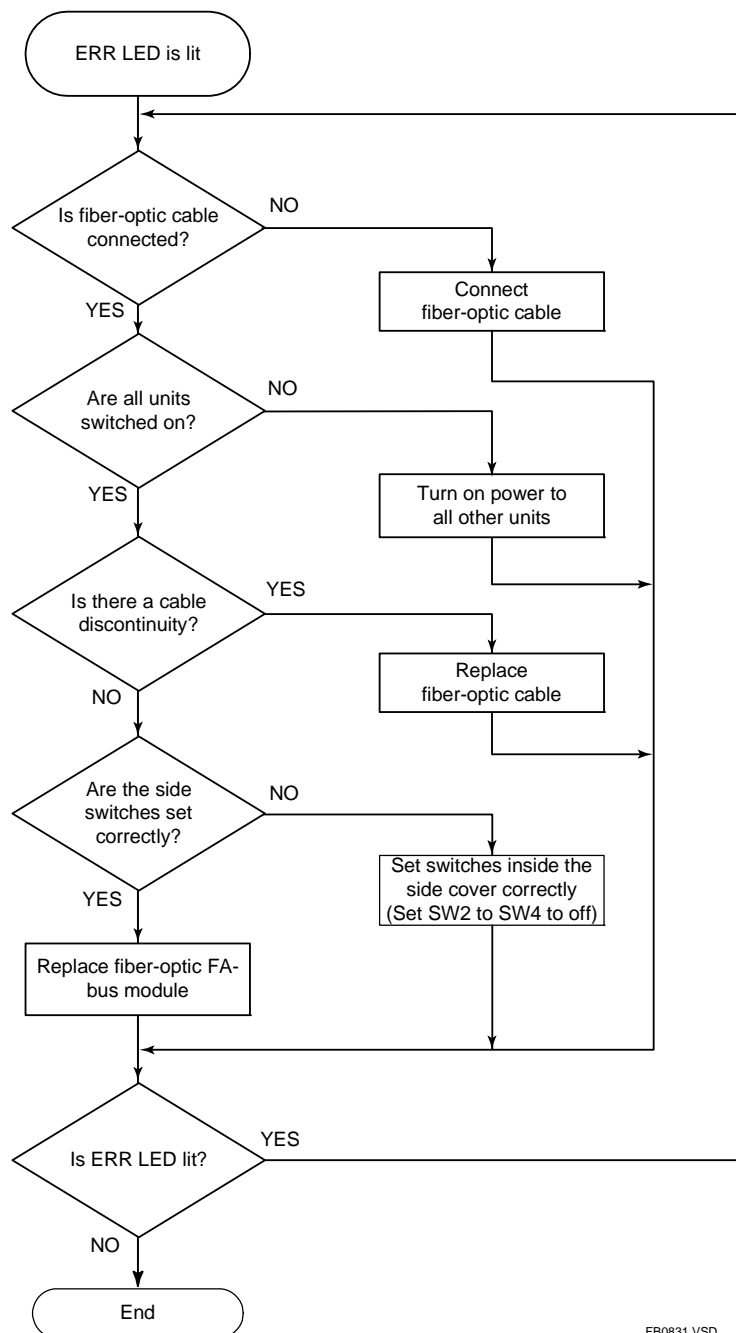 ERR LED is lit
Is fiber-optic cable
connected?
NO
YES
Connect
fiber-optic cable
Are all units
switched on?
NO
YES
Turn on power to
all other units
Is there a cable
discontinuity?
YES
NO
Replace
fiber-optic cable
Are the side
switches set
correctly?
NO
YES
Set switches inside the
side cover correctly
(Set SW2 to SW4 to off)
Replace fiber-optic FA-
bus module
Is ERR LED lit?
YES
NO
End
FB0831.VSD